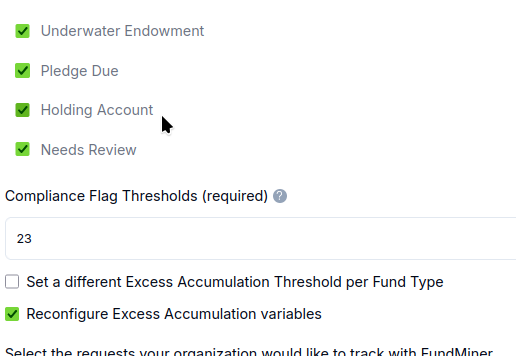 Underwater Endowment
Pledge Due
Holding Account
Needs Review
Compliance Flag Thresholds (required) ?
23
Set a different Excess Accumulation Threshold per Fund Type
Reconfigure Excess Accumulation variables
Select the requests your organization would like to track with FundMiner